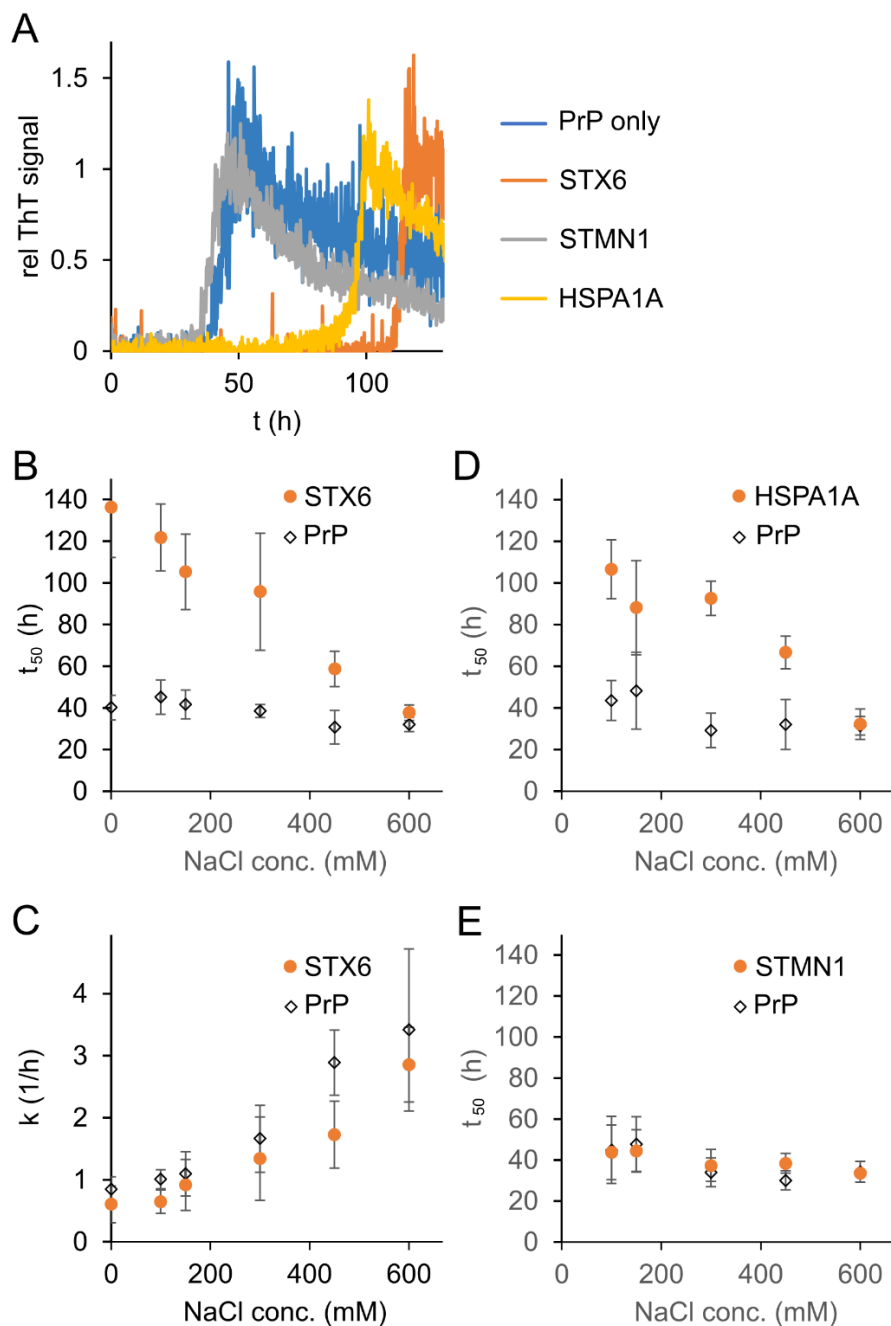 A
rel ThT signal
1.5
1
0.5
0
0
50
100
t (h)
PrP only
STX6
STMN1
HSPA1A
B
t50 (h)
140
120
100
80
60
40
20
0
0
200
400
600
NaCl conc. (mM)
STX6
PrP
D
t50 (h)
140
120
100
80
60
40
20
0
0
200
400
600
NaCl conc. (mM)
HSPA1A
PrP
C
k (1/h)
4
3
2
1
0
0
200
400
600
NaCl conc. (mM)
STX6
PrP
E
t50 (h)
140
120
100
80
60
40
20
0
0
200
400
600
NaCl conc. (mM)
STMN1
PrP